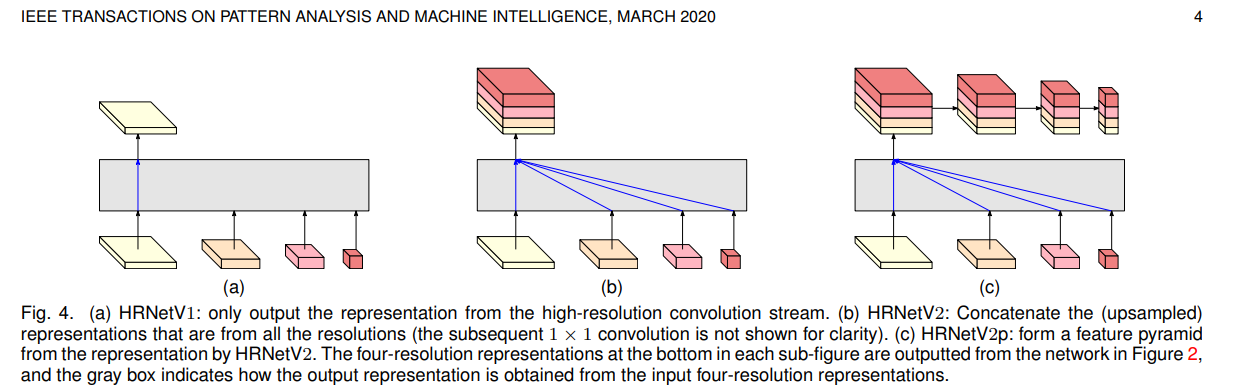 IEEE TRANSACTIONS ON PATTERN ANALYSIS AND MACHINE INTELLIGENCE, MARCH 2020 4
(a) (b) (c)
Fig. 4. (a) HRNetV1: only output the representation from the high-resolution convolution stream. (b) HRNetV2: Concatenate the (upsampled)
representations that are from all the resolutions (the subsequent 1 × 1 convolution is not shown for clarity). (c) HRNetV2p: form a feature pyramid
from the representation by HRNetV2. The four-resolution representations at the bottom in each sub-figure are outputted from the network in Figure 2,
and the gray box indicates how the output representation is obtained from the input four-resolution representations.